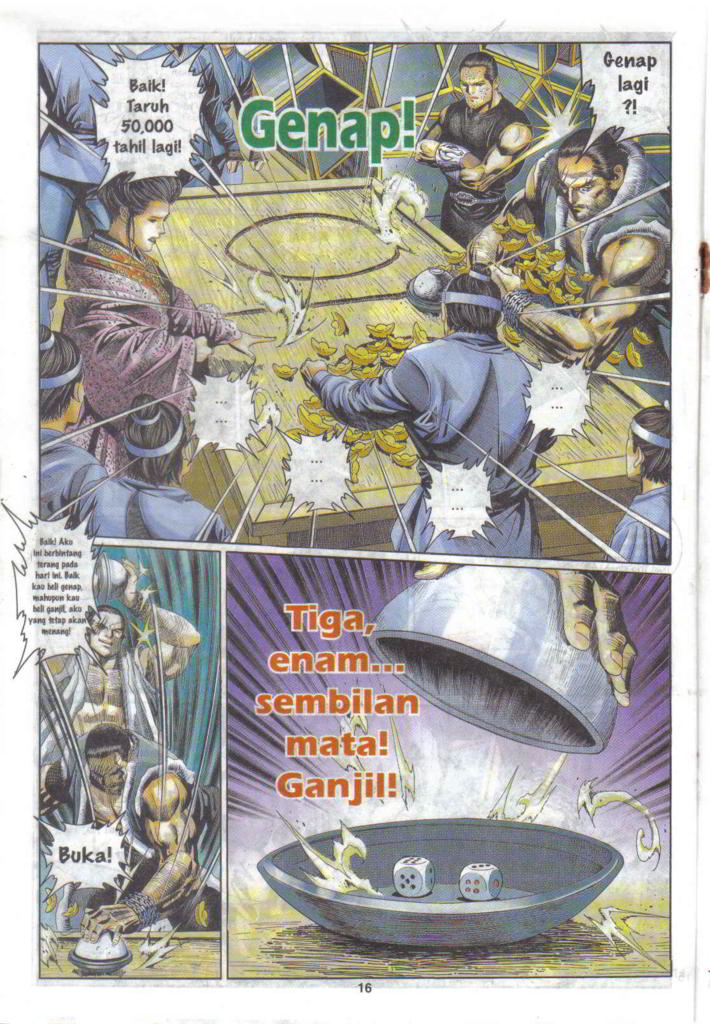 Baik!
Taruh
50,000
tahil lagi!
Genap!
Genap
lagi
?!
...
...
...
...
...
...
...
...
Baik! Aku
ini berbintang
terang pada
hari ini. Baik
kau beli genap,
mahupun kau
beli ganjil, aku
yang tetap akan
menang!
Buka!
Tiga,
enam...
sembilan
mata!
Ganjil!
16